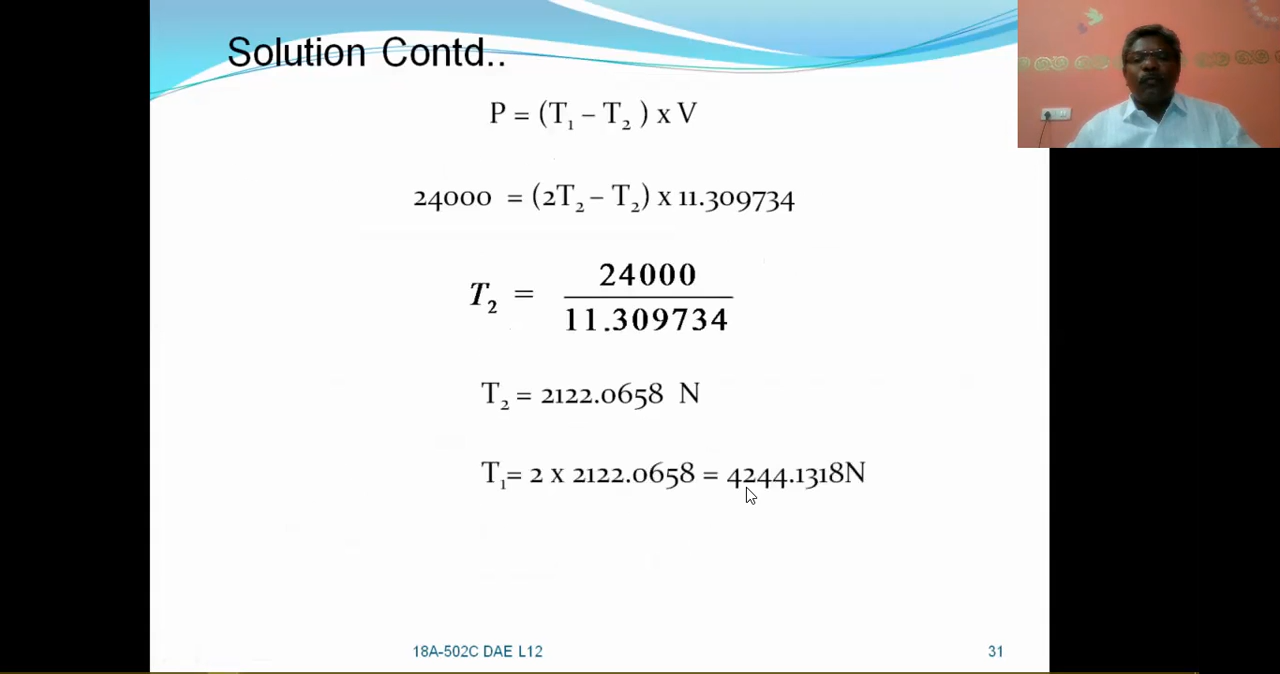 Solution Contd..
P = (T₁ – T₂ ) x V
24000 = (2T₂ – T₂) x 11.309734
T₂ = 24000 / 11.309734
T₂ = 2122.0658 N
T₁= 2 x 2122.0658 = 4244.1318N
18A-502C DAE L12
31